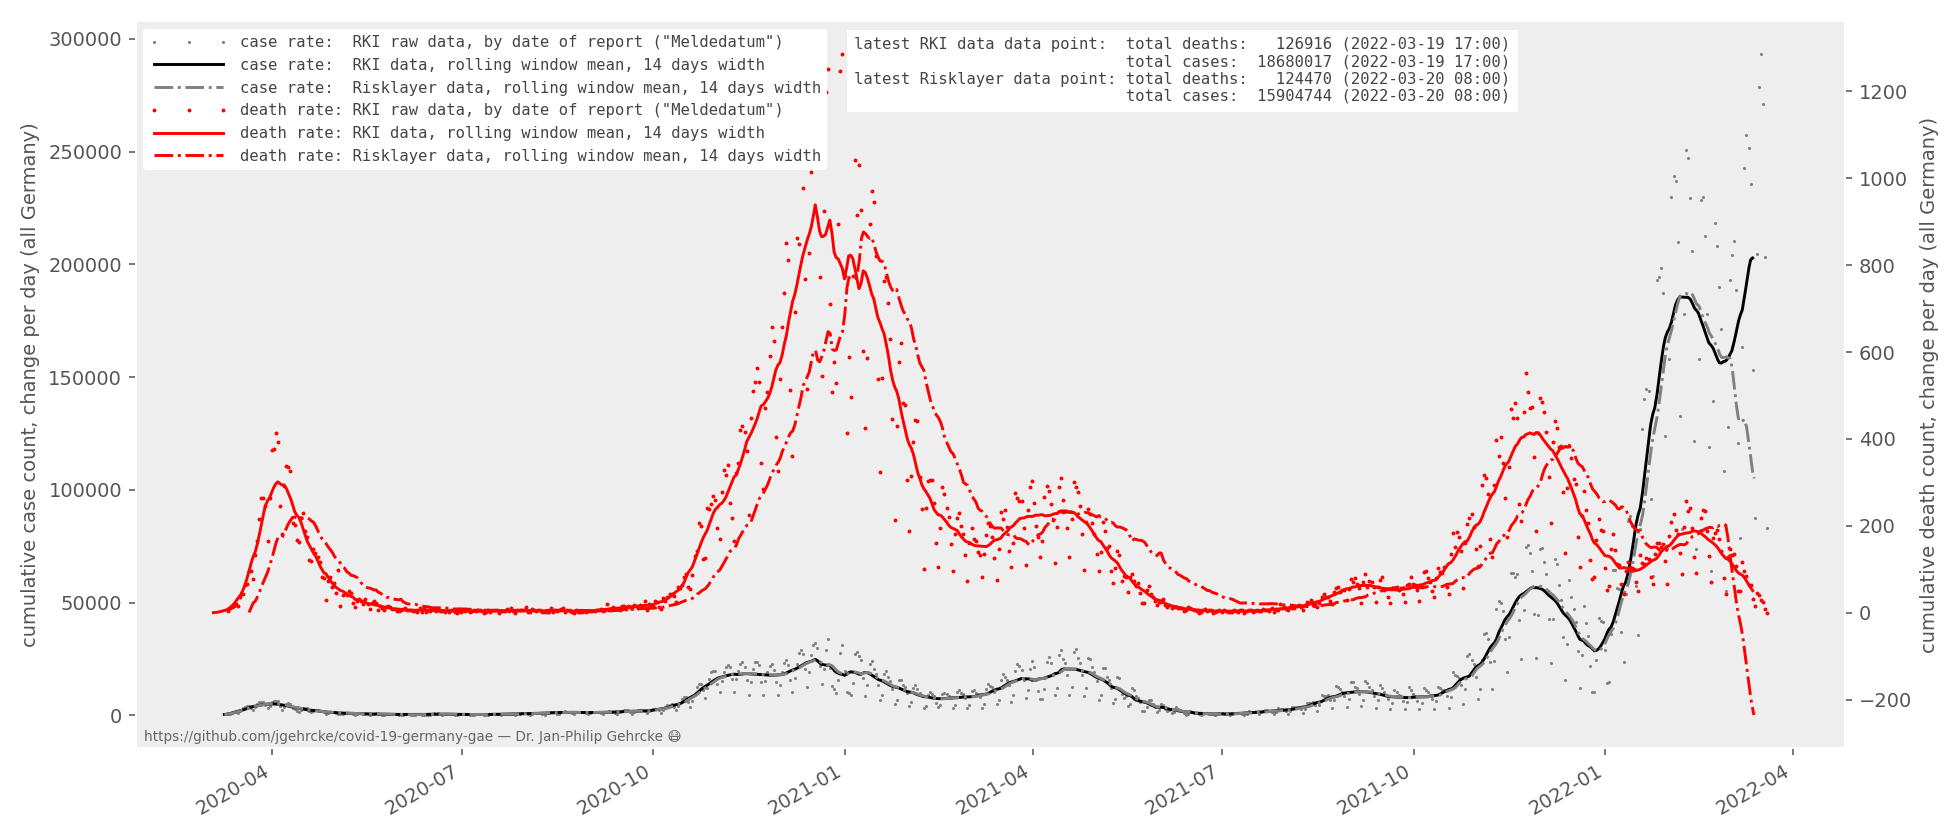 case rate:  RKI raw data, by date of report ("Meldedatum")
case rate:  RKI data, rolling window mean, 14 days width
case rate:  Risklayer data, rolling window mean, 14 days width
death rate: RKI raw data, by date of report ("Meldedatum")
death rate: RKI data, rolling window mean, 14 days width
death rate: Risklayer data, rolling window mean, 14 days width
latest RKI data data point:  total deaths:   126916 (2022-03-19 17:00)
total cases:  18680017 (2022-03-19 17:00)
latest Risklayer data point: total deaths:   124470 (2022-03-20 08:00)
total cases:  15904744 (2022-03-20 08:00)
cumulative case count, change per day (all Germany)
300000
250000
200000
150000
100000
50000
0
1200
1000
800
600
400
200
0
−200
cumulative death count, change per day (all Germany)
https://github.com/jgehrcke/covid-19-germany-gae — Dr. Jan-Philip Gehrcke 😷
2020-04
2020-07
2020-10
2021-01
2021-04
2021-07
2021-10
2022-01
2022-04